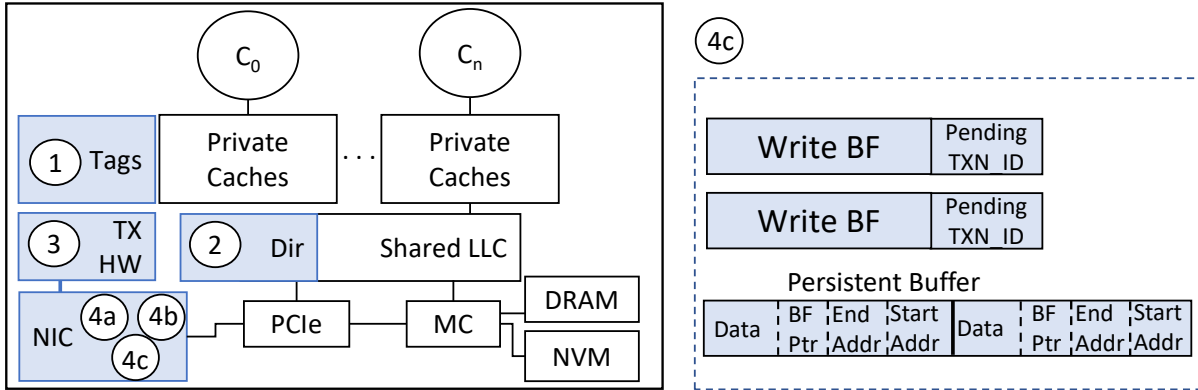 C0
Cn
1
Tags
Private
Caches
. . .
Private
Caches
3
TX
HW
2
Dir
Shared LLC
NIC
4a
4b
4c
PCIe
MC
DRAM
NVM
4c
Write BF
Pending
TXN_ID
Write BF
Pending
TXN_ID
Persistent Buffer
Data
BF
Ptr
End
Addr
Start
Addr
Data
BF
Ptr
End
Addr
Start
Addr